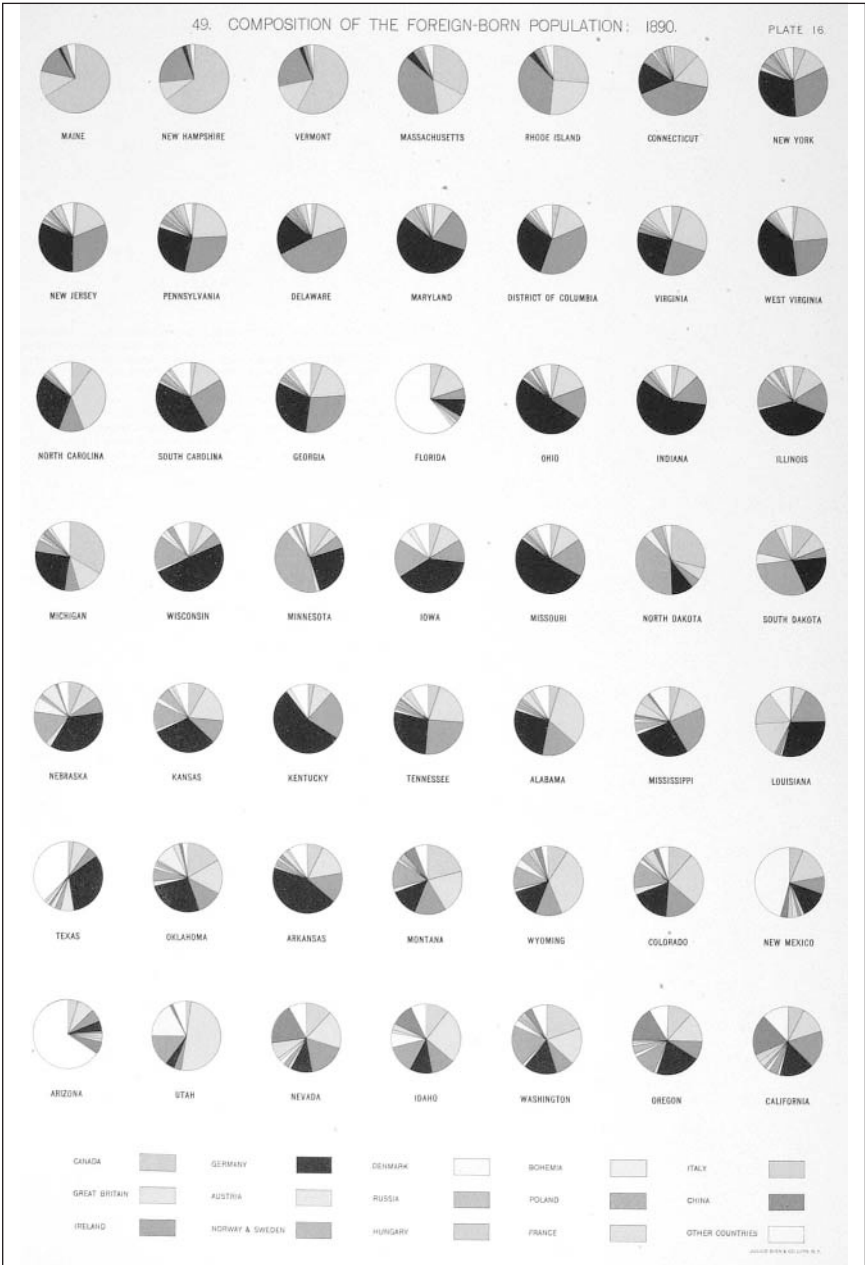 49. COMPOSITION OF THE FOREIGN-BORN POPULATION: 1890.
PLATE 16.
MAINE NEW HAMPSHIRE VERMONT MASSACHUSETTS RHODE ISLAND CONNECTICUT NEW YORK
NEW JERSEY PENNSYLVANIA DELAWARE MARYLAND DISTRICT OF COLUMBIA VIRGINIA WEST VIRGINIA
NORTH CAROLINA SOUTH CAROLINA GEORGIA FLORIDA OHIO INDIANA ILLINOIS
MICHIGAN WISCONSIN MINNESOTA IOWA MISSOURI NORTH DAKOTA SOUTH DAKOTA
NEBRASKA KANSAS KENTUCKY TENNESSEE ALABAMA MISSISSIPPI LOUISIANA
TEXAS OKLAHOMA ARKANSAS MONTANA WYOMING COLORADO NEW MEXICO
ARIZONA UTAH NEVADA IDAHO WASHINGTON OREGON CALIFORNIA
CANADA GERMANY DENMARK BOHEMIA ITALY
GREAT BRITAIN AUSTRIA RUSSIA POLAND CHINA
IRELAND NORWAY & SWEDEN HUNGARY FRANCE OTHER COUNTRIES